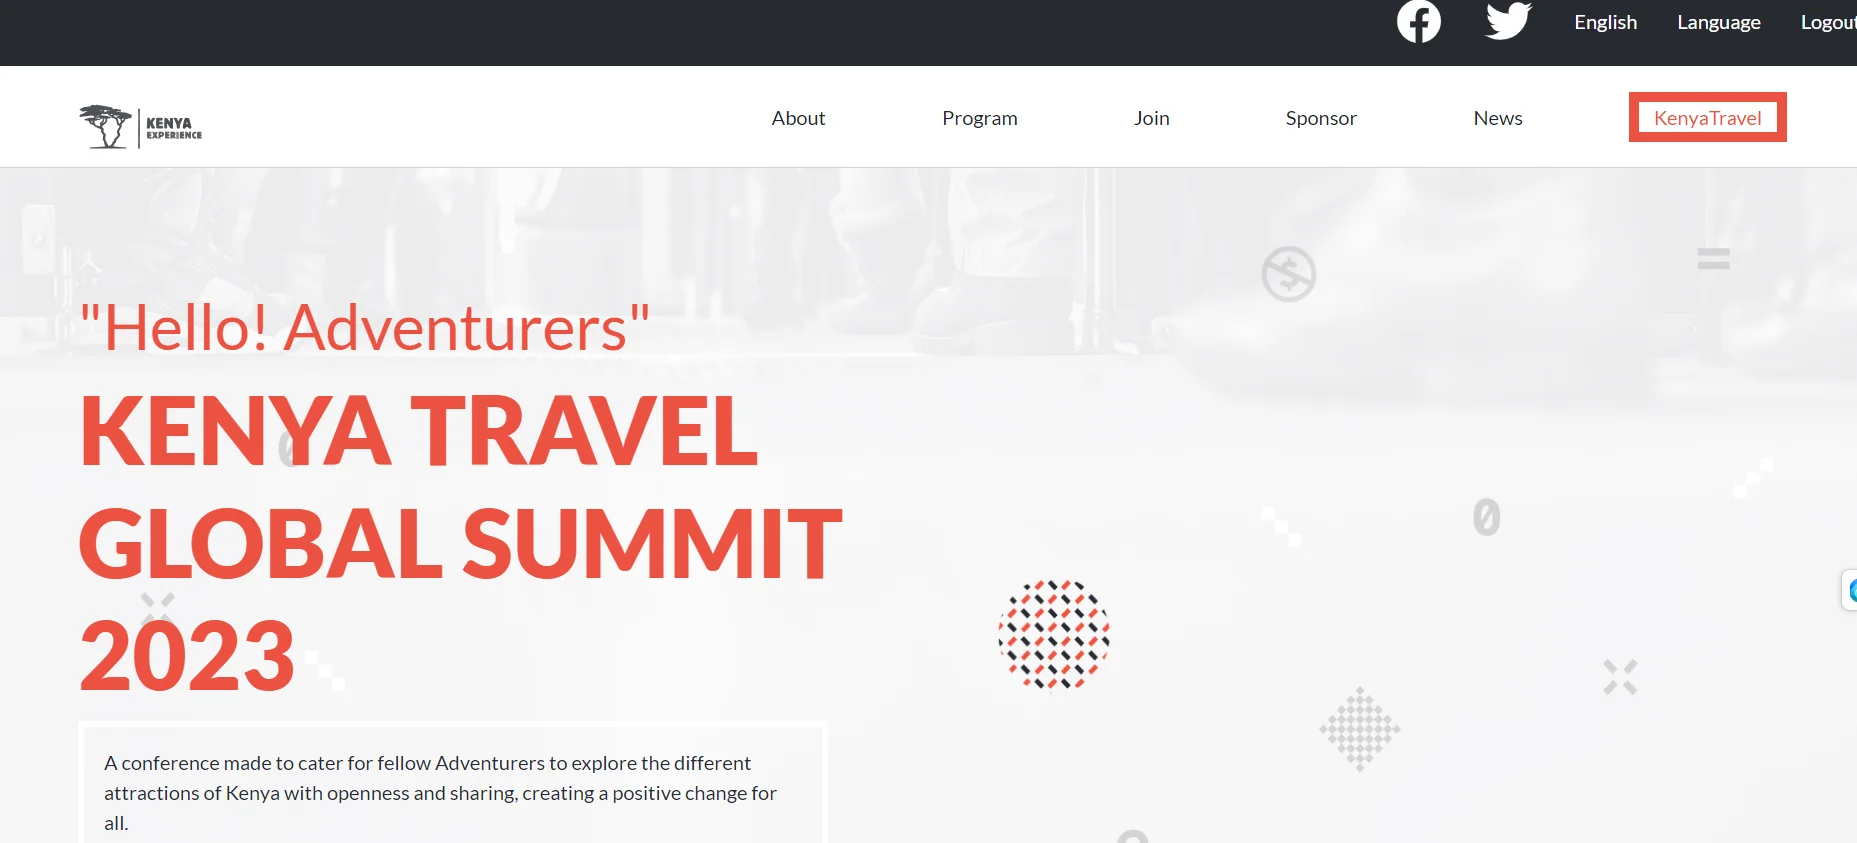 English Language Logout
KENYA
EXPERIENCE
About Program Join Sponsor News KenyaTravel
"Hello! Adventurers"
KENYA TRAVEL
GLOBAL SUMMIT
2023
A conference made to cater for fellow Adventurers to explore the different
attractions of Kenya with openness and sharing, creating a positive change for
all.